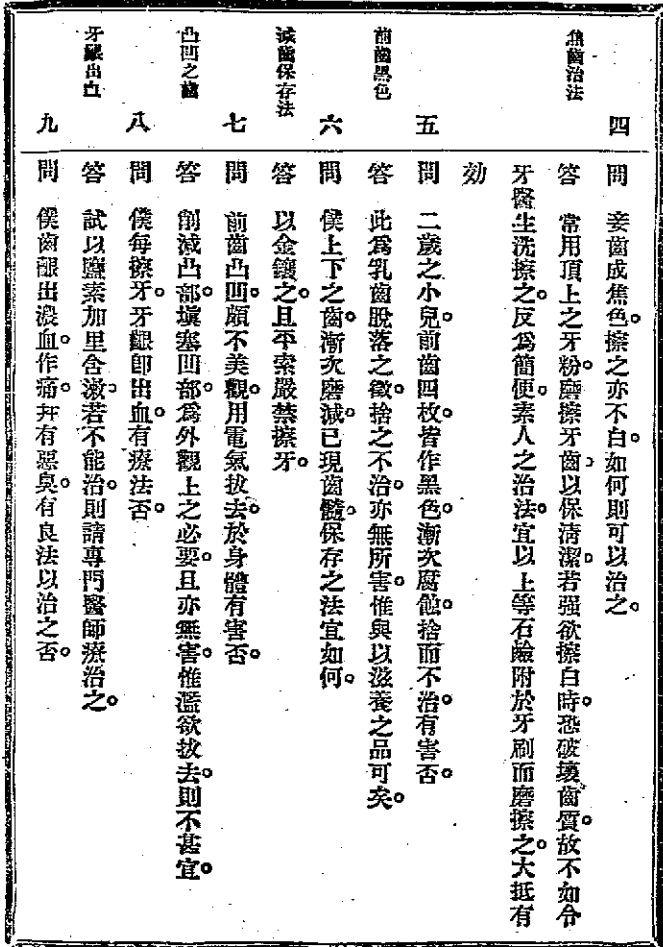 四
問　妾齒成焦色。擦之亦不白。如何則可以治之。
焦齒治法
答　常用頂上之牙粉。磨擦牙齒。以保淸潔。若强欲擦白時。恐破壞齒質。故不如令
牙醫生洗擦之。反爲簡便。素人之治法。宜以上等石鹼附於牙刷而磨擦之。大抵有
効
五
問　二歲之小兒。前齒四枚。皆作黑色。漸次腐蝕。捨而不治。有害否。
前齒黑色
答　此爲乳齒脫落之徵。捨之不治。亦無所害。惟與以滋養之品可矣。
六
問　僕上下之齒。漸次磨減。已現齒髓。保存之法宜如何。
減齒保存法
答　以金鑲之。且平素嚴禁擦牙。
七
問　前齒凸凹。頗不美觀。用電氣拔去。於身體有害否。
凸凹之齒
答　削減凸部。塡塞凹部。爲外觀上之必要。且亦無害。惟濫欲拔去。則不甚宜。
八
問　僕每擦牙。牙齦卽出血。有療法否。
牙齦出血
答　試以鹽素加里含漱。若不能治。則請專門醫師療治之。
九
問　僕齒齦出濃血。作痛。幷有惡臭。有良法以治之否。